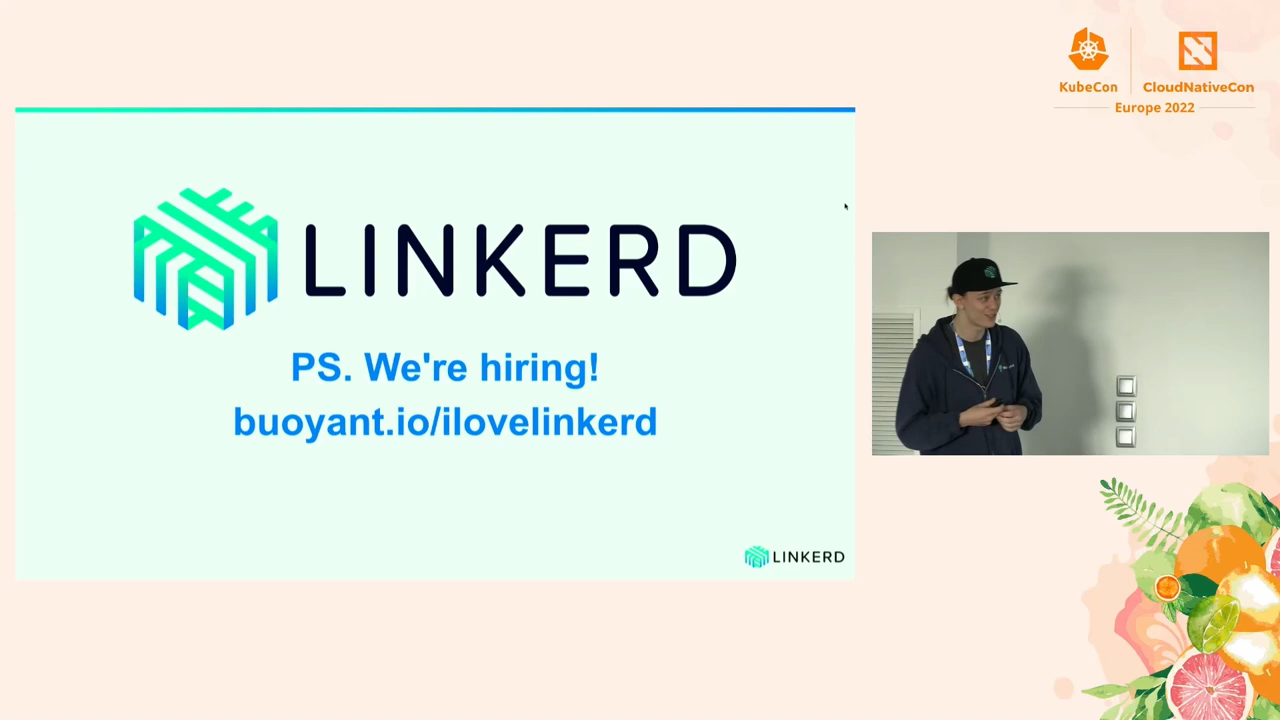 KubeCon
CloudNativeCon
Europe 2022
LINKERD
PS. We're hiring!
buoyant.io/ilovelinkerd
LINKERD